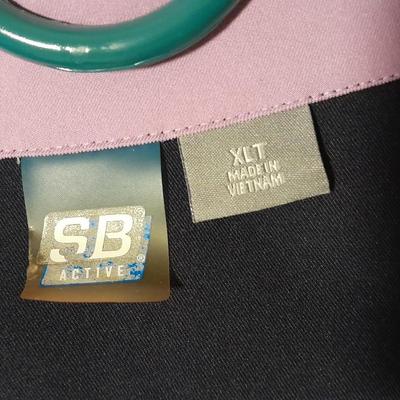 SB
ACTIVE®
XLT
MADE IN
VIETNAM